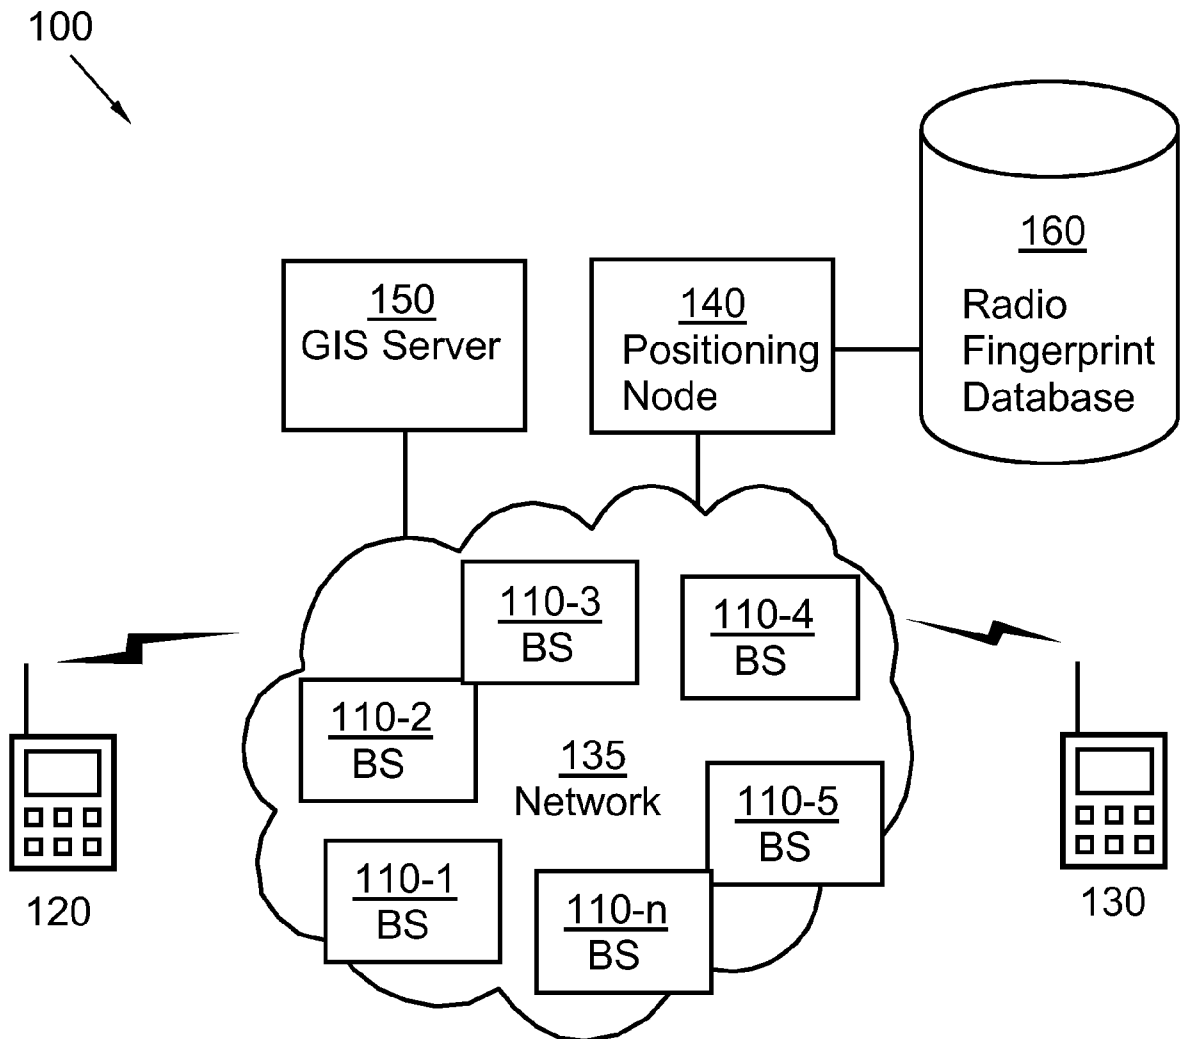 100
160
Radio
Fingerprint
Database
150
GIS Server
140
Positioning
Node
110-3
BS
110-4
BS
110-2
BS
135
Network
110-5
BS
110-1
BS
110-n
BS
120
130